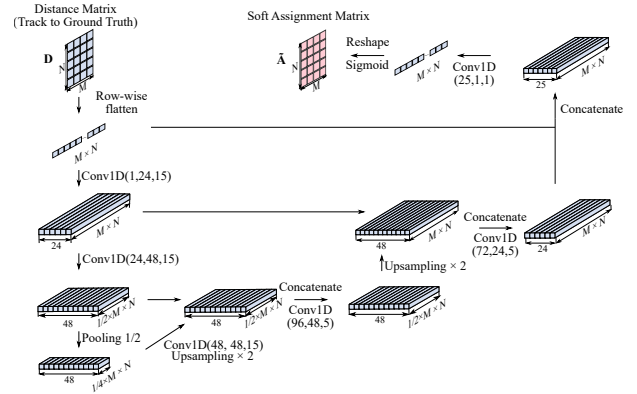 Distance Matrix
(Track to Ground Truth)
D
N
M
Row-wise
flatten
M × N
Conv1D(1,24,15)
24
M × N
Conv1D(24,48,15)
48
1/2×M × N
Pooling 1/2
48
1/4×M × N
Conv1D(48, 48,15)
Upsampling × 2
48
1/2×M × N
Concatenate
Conv1D
(96,48,5)
48
1/2×M × N
Upsampling × 2
48
M × N
Concatenate
Conv1D
(72,24,5)
24
M × N
Concatenate
25
M × N
Conv1D
(25,1,1)
M × N
Reshape
Sigmoid
Soft Assignment Matrix
Ã
N
M